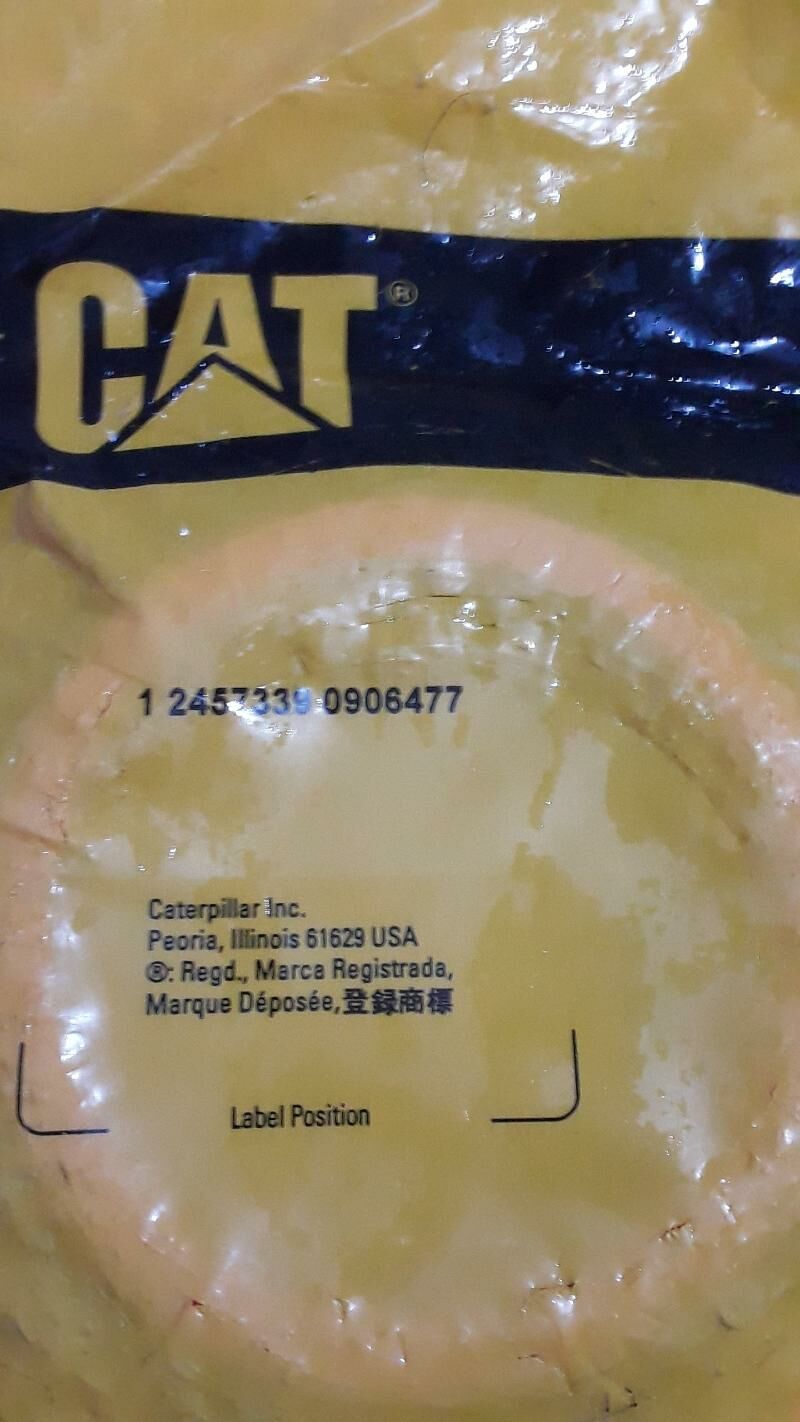 CAT®
1 2457339 0906477
Caterpillar Inc.
Peoria, Illinois 61629 USA
®: Regd., Marca Registrada,
Marque Déposée,登録商標
Label Position